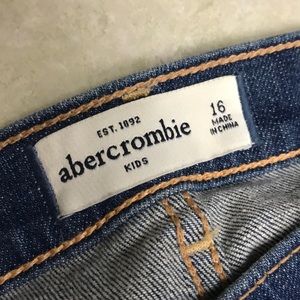 EST. 1892
abercrombie
KIDS
16
MADE
IN CHINA